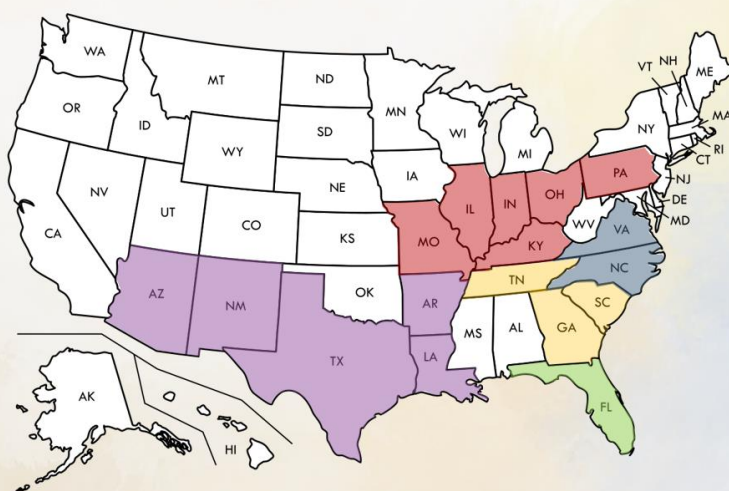 WA
MT
ND
MN
VT
NH
ME
OR
ID
SD
WI
MI
NY
MA
WY
RI
CT
IA
PA
NJ
NV
NE
IL
IN
OH
DE
UT
CO
WV
MD
CA
KS
MO
KY
VA
NC
AZ
NM
OK
AR
TN
SC
MS
AL
GA
TX
LA
AK
FL
HI